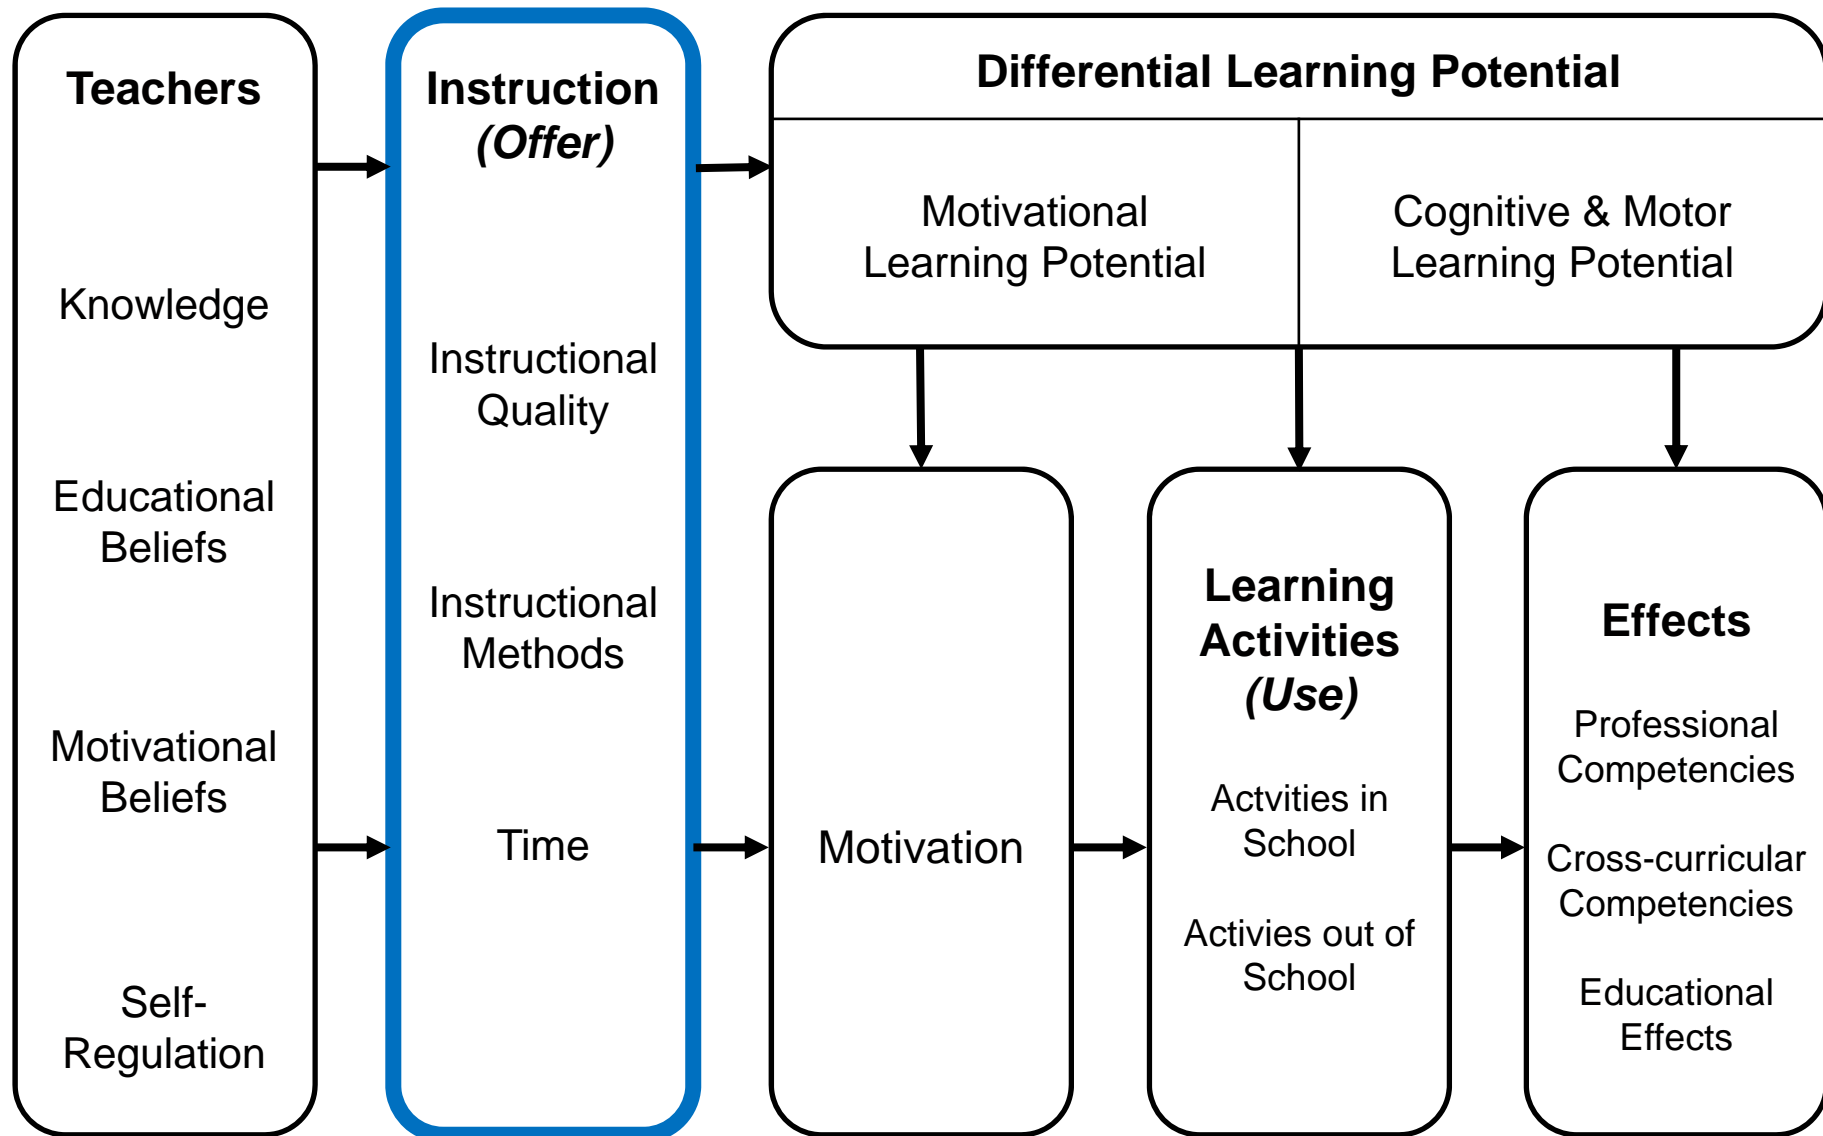 Teachers
Knowledge
Educational
Beliefs
Motivational
Beliefs
Self-
Regulation
Instruction
(Offer)
Instructional
Quality
Instructional
Methods
Time
Differential Learning Potential
Motivational
Learning Potential
Cognitive & Motor
Learning Potential
Motivation
Learning
Activities
(Use)
Actvities in
School
Activies out of
School
Effects
Professional
Competencies
Cross-curricular
Competencies
Educational
Effects